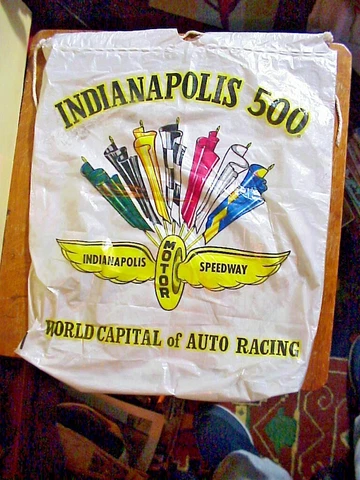 INDIANAPOLIS 500
INDIANAPOLIS MOTOR SPEEDWAY
WORLD CAPITAL of AUTO RACING